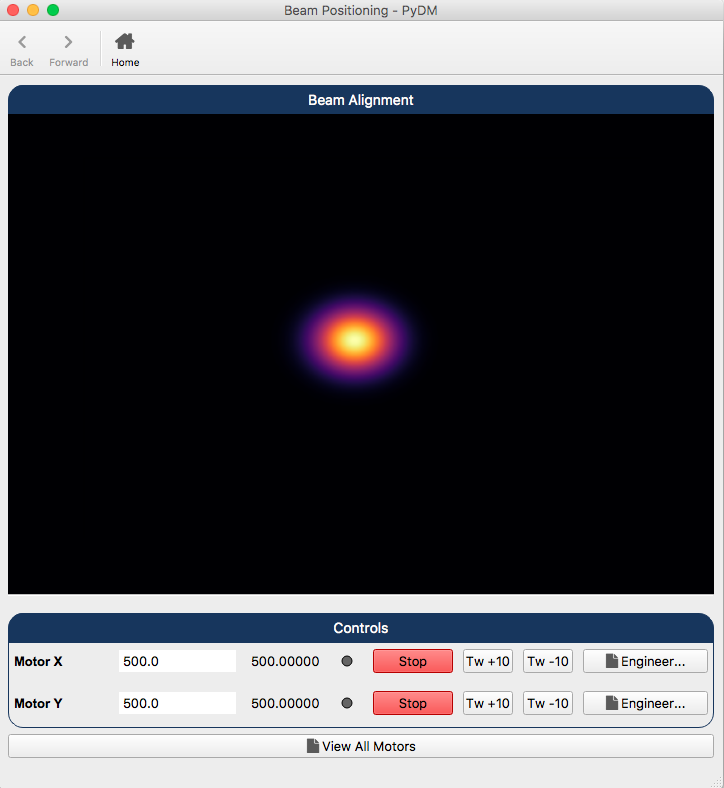 Beam Positioning - PyDM
Back Forward Home
Beam Alignment
Controls
Motor X 500.0 500.00000 Stop Tw +10 Tw -10 Engineer...
Motor Y 500.0 500.00000 Stop Tw +10 Tw -10 Engineer...
View All Motors